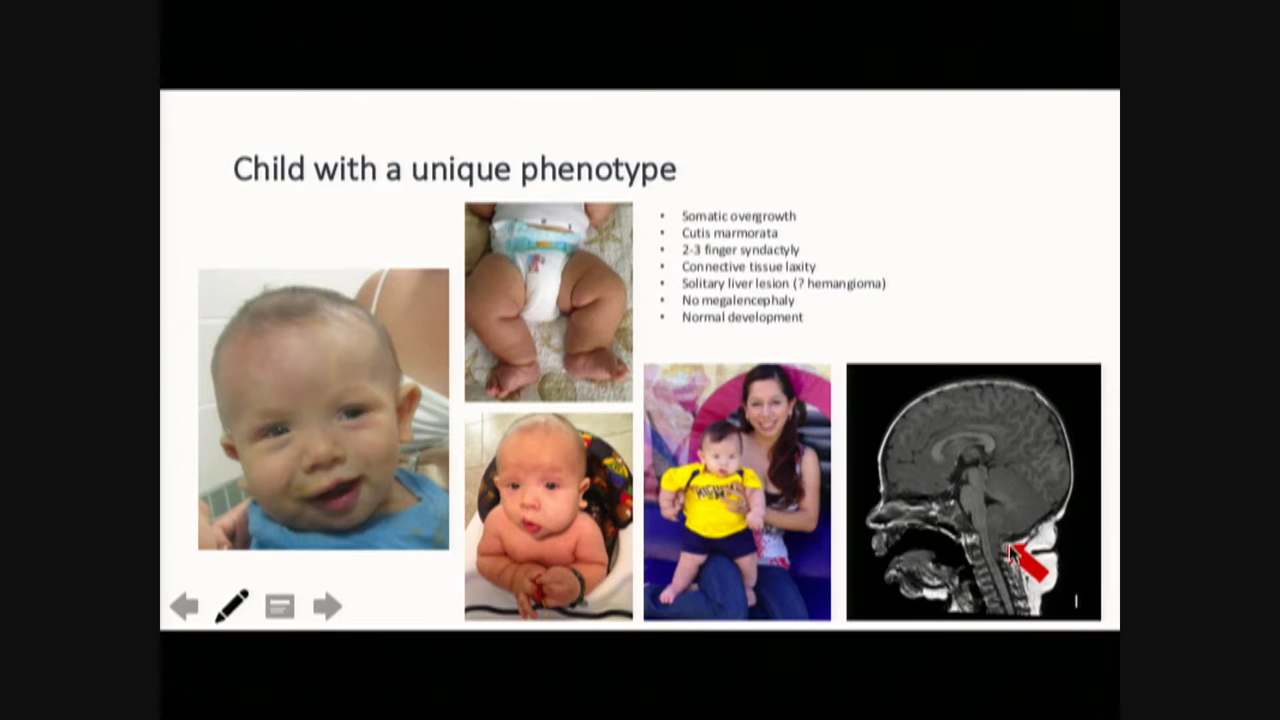 Child with a unique phenotype
• Somatic overgrowth
• Cutis marmorata
• 2-3 finger syndactyly
• Connective tissue laxity
• Solitary liver lesion (? hemangioma)
• No megalencephaly
• Normal development